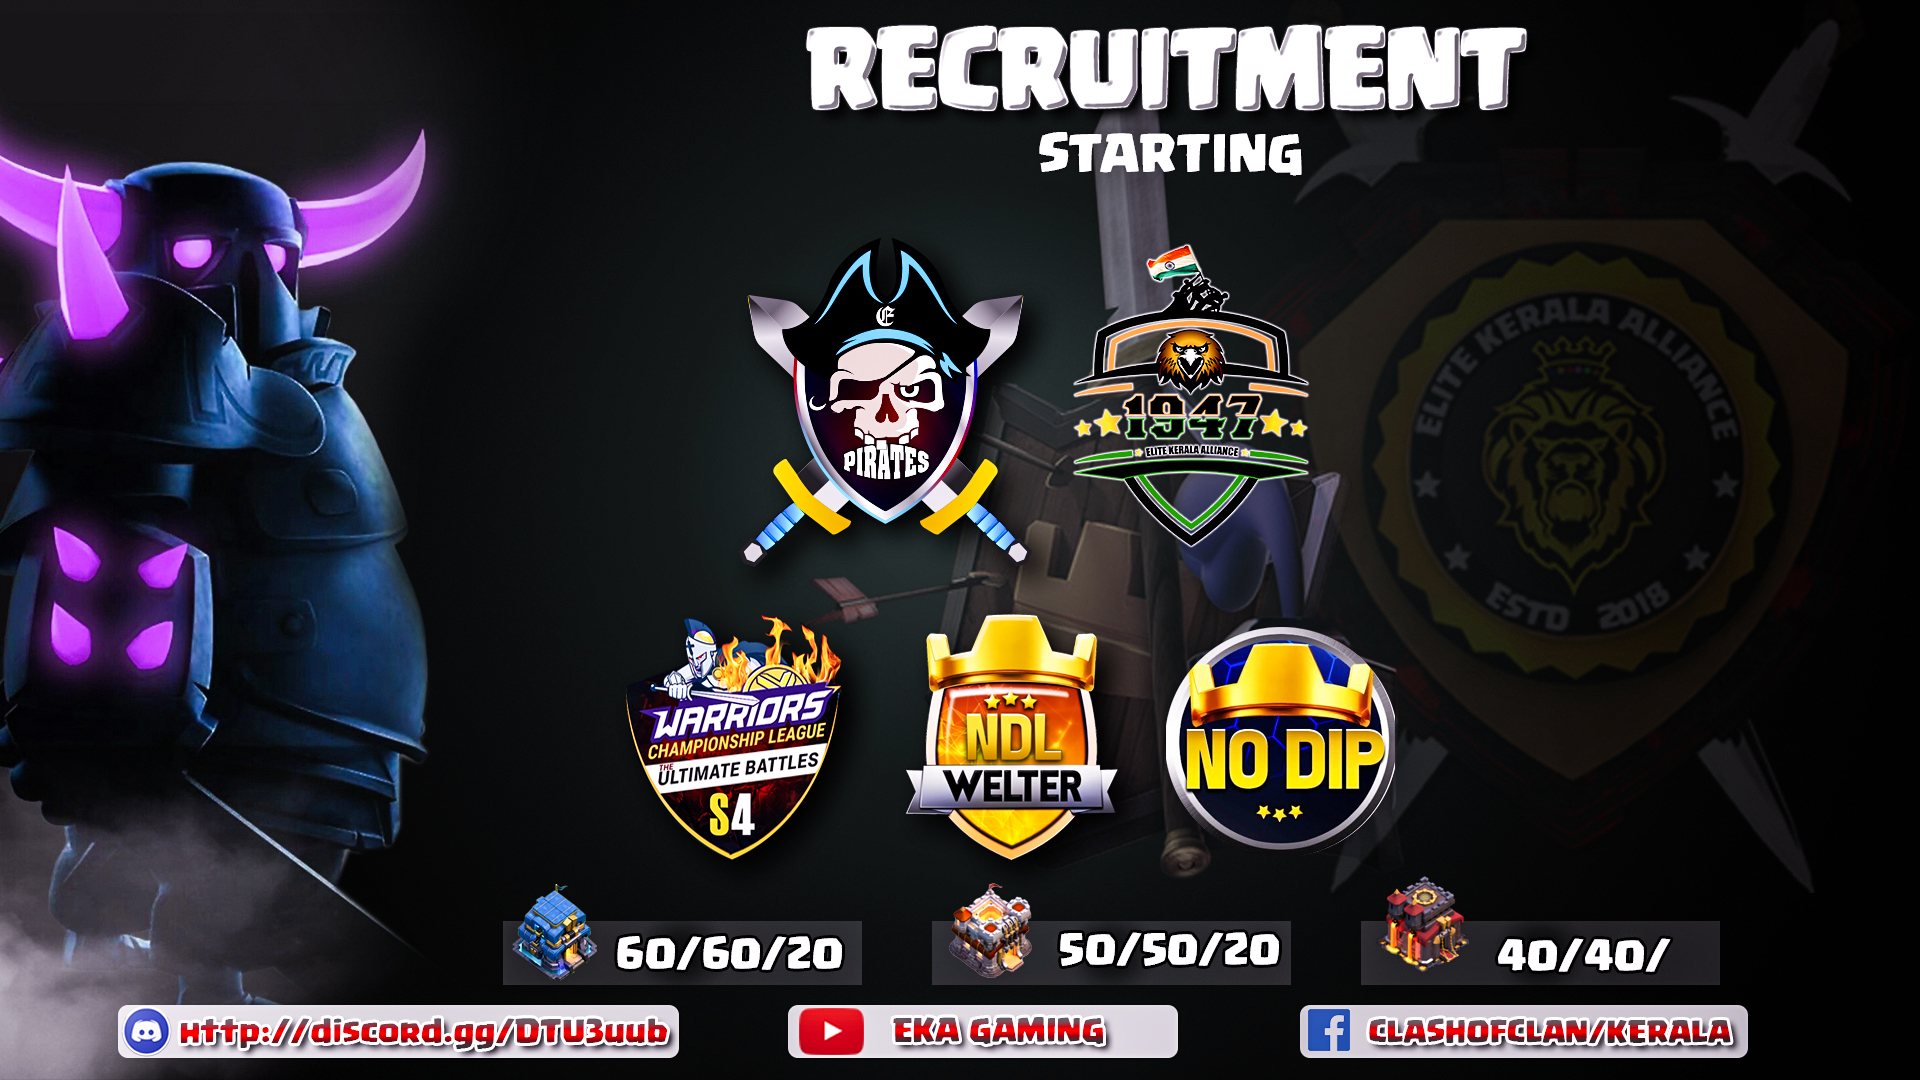 RECRUITMENT
STARTING
E
PIRATES
1947
ELITE KERALA ALLIANCE
ELITE KERALA ALLIANCE
ESTD 2018
WARRIORS
CHAMPIONSHIP LEAGUE
THE
ULTIMATE BATTLES
S4
NDL
WELTER
NO DIP
60/60/20
50/50/20
40/40/
http://discord.gg/DTU3uub
EKA GAMING
CLASHOFCLAN/KERALA